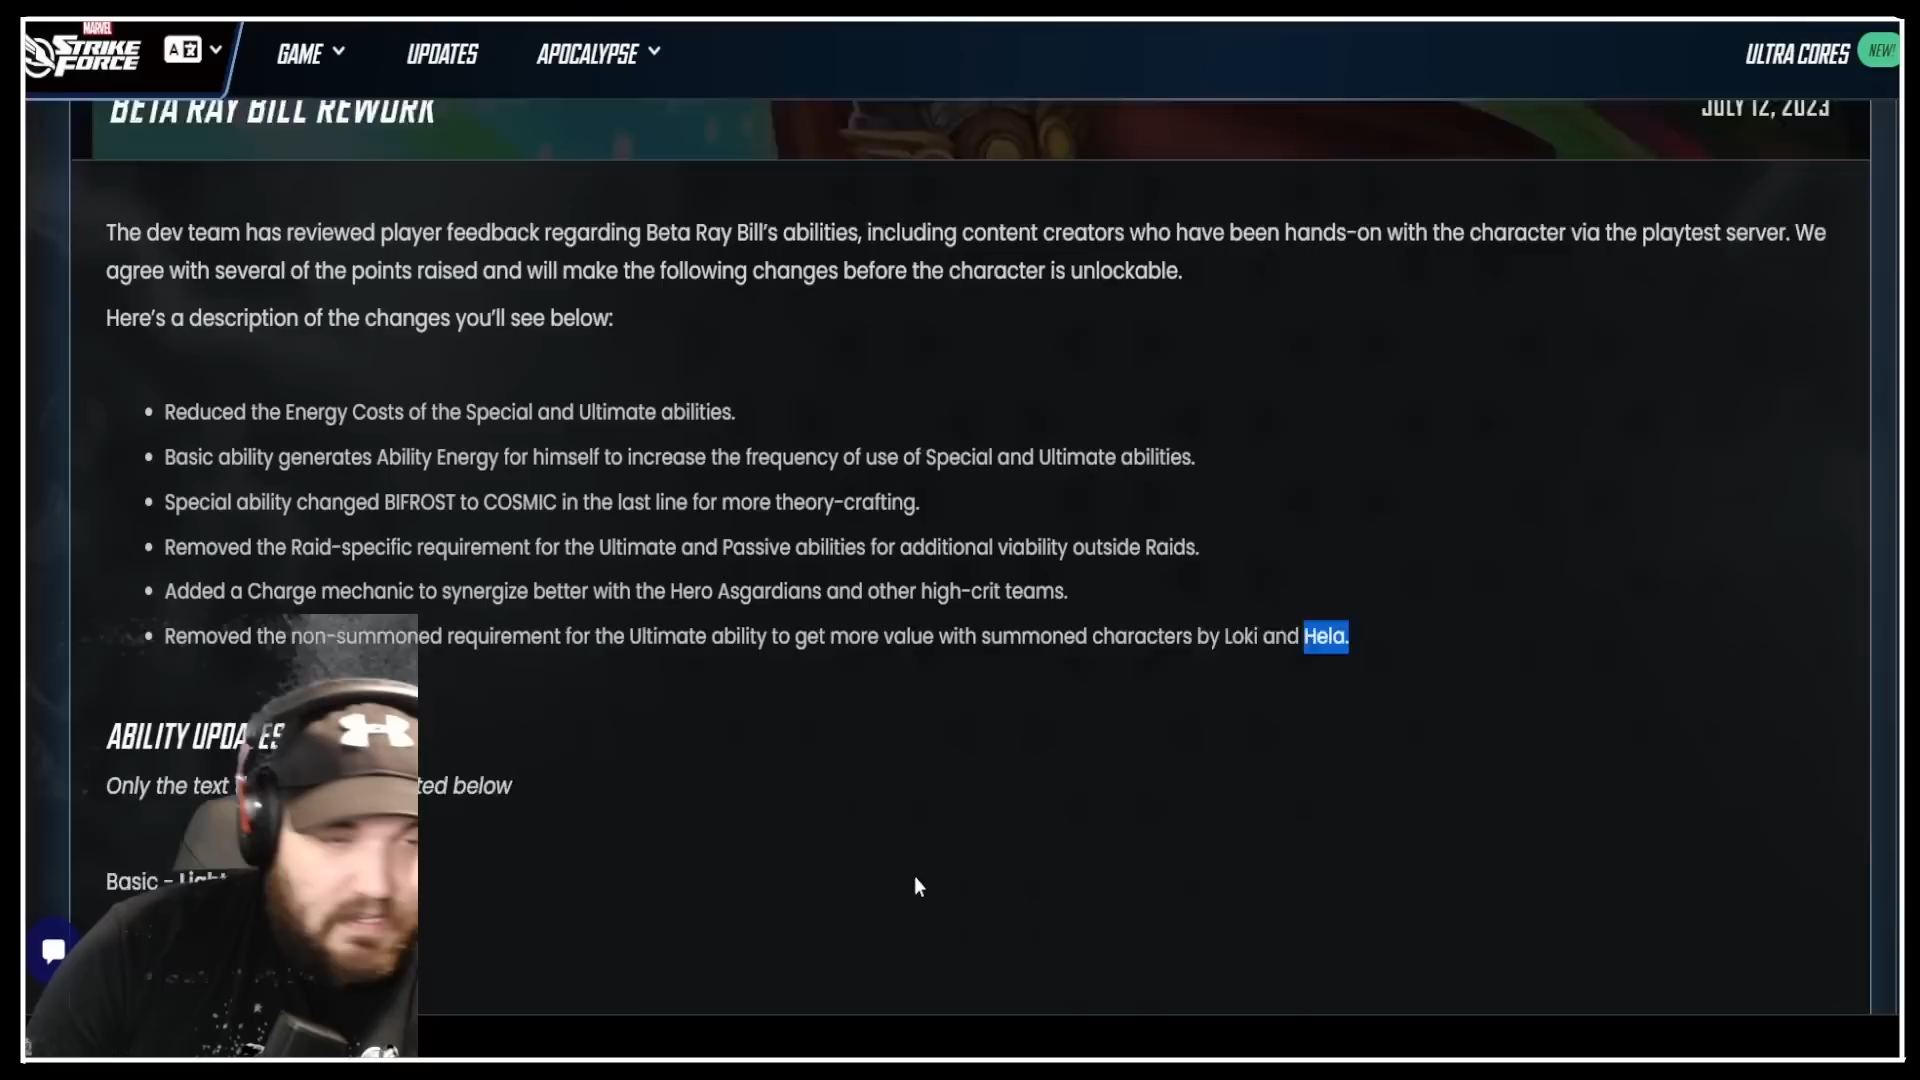 MARVEL
STRIKE
FORCE
A
GAME
UPDATES
APOCALYPSE
ULTRA CORES
NEW!
BETA RAY BILL REWORK
JULY 12, 2023
The dev team has reviewed player feedback regarding Beta Ray Bill's abilities, including content creators who have been hands-on with the character via the playtest server. We
agree with several of the points raised and will make the following changes before the character is unlockable.
Here's a description of the changes you'll see below:
• Reduced the Energy Costs of the Special and Ultimate abilities.
• Basic ability generates Ability Energy for himself to increase the frequency of use of Special and Ultimate abilities.
• Special ability changed BIFROST to COSMIC in the last line for more theory-crafting.
• Removed the Raid-specific requirement for the Ultimate and Passive abilities for additional viability outside Raids.
• Added a Charge mechanic to synergize better with the Hero Asgardians and other high-crit teams.
• Removed the non-summoned requirement for the Ultimate ability to get more value with summoned characters by Loki and Hela.
ABILITY UPDATES
Only the text ted below
Basic -